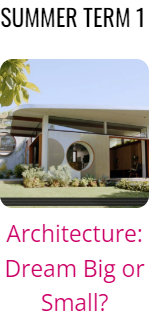 SUMMER TERM 1
Architecture:
Dream Big or
Small?